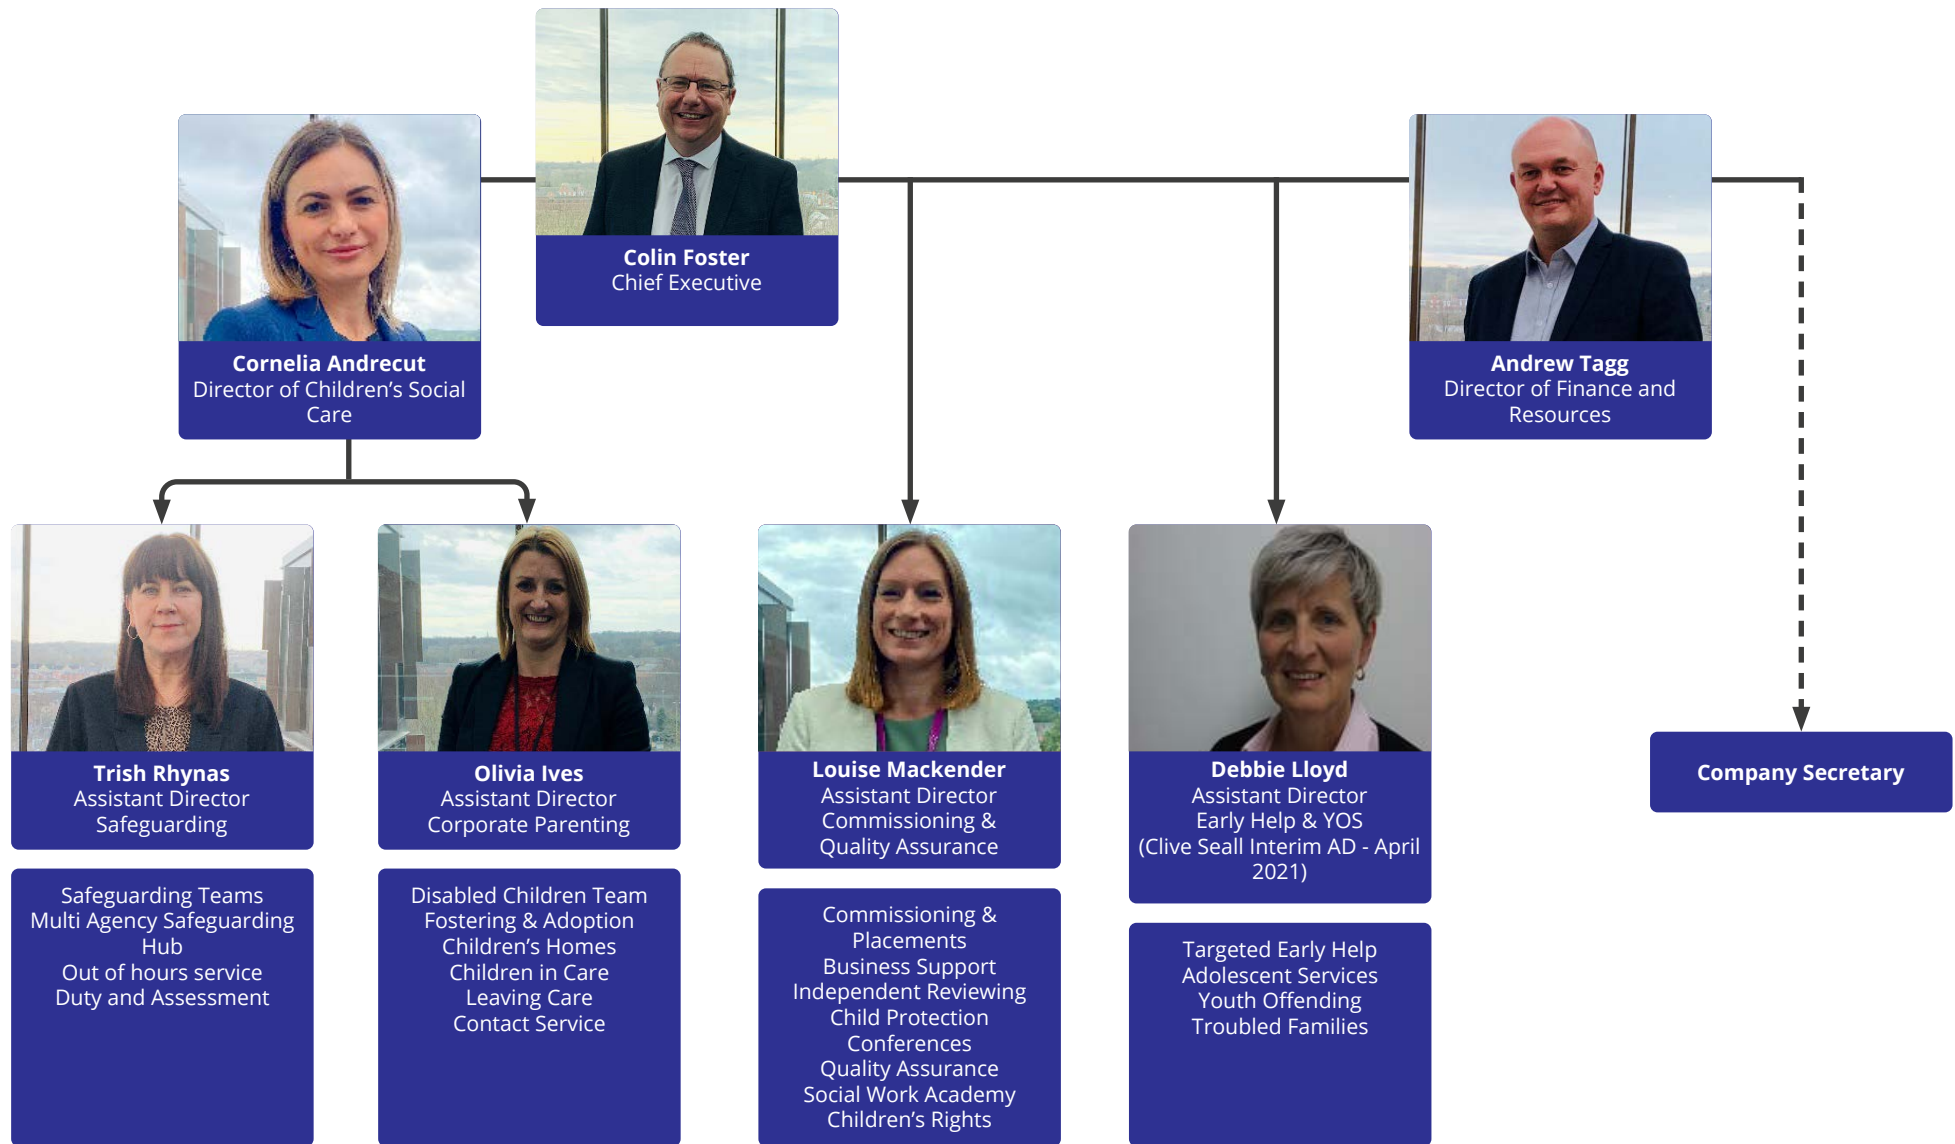 Colin Foster
Chief Executive
Cornelia Andrecut
Director of Children’s Social
Care
Andrew Tagg
Director of Finance and
Resources
Trish Rhynas
Assistant Director
Safeguarding
Safeguarding Teams
Multi Agency Safeguarding
Hub
Out of hours service
Duty and Assessment
Olivia Ives
Assistant Director
Corporate Parenting
Disabled Children Team
Fostering & Adoption
Children’s Homes
Children in Care
Leaving Care
Contact Service
Louise Mackender
Assistant Director
Commissioning &
Quality Assurance
Commissioning &
Placements
Business Support
Independent Reviewing
Child Protection
Conferences
Quality Assurance
Social Work Academy
Children’s Rights
Debbie Lloyd
Assistant Director
Early Help & YOS
(Clive Seall Interim AD - April
2021)
Targeted Early Help
Adolescent Services
Youth Offending
Troubled Families
Company Secretary